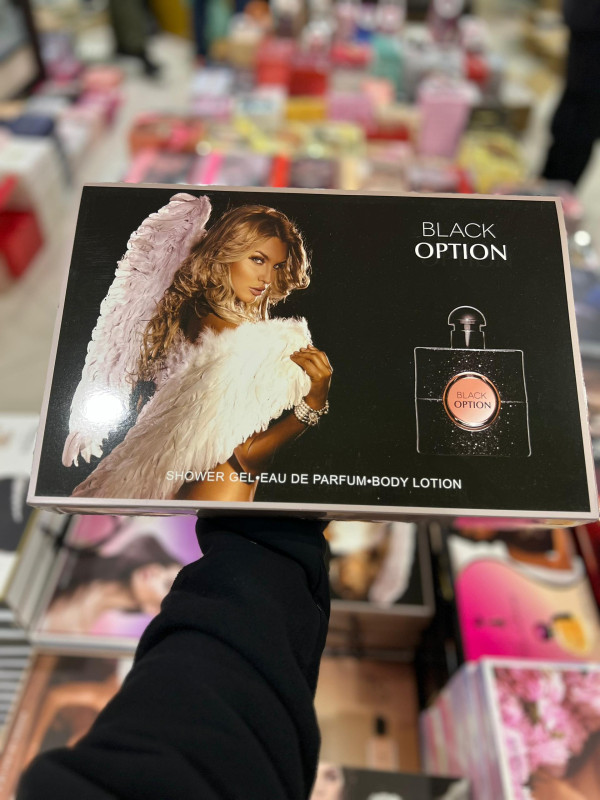 BLACK
OPTION
BLACK
OPTION
SHOWER GEL•EAU DE PARFUM•BODY LOTION